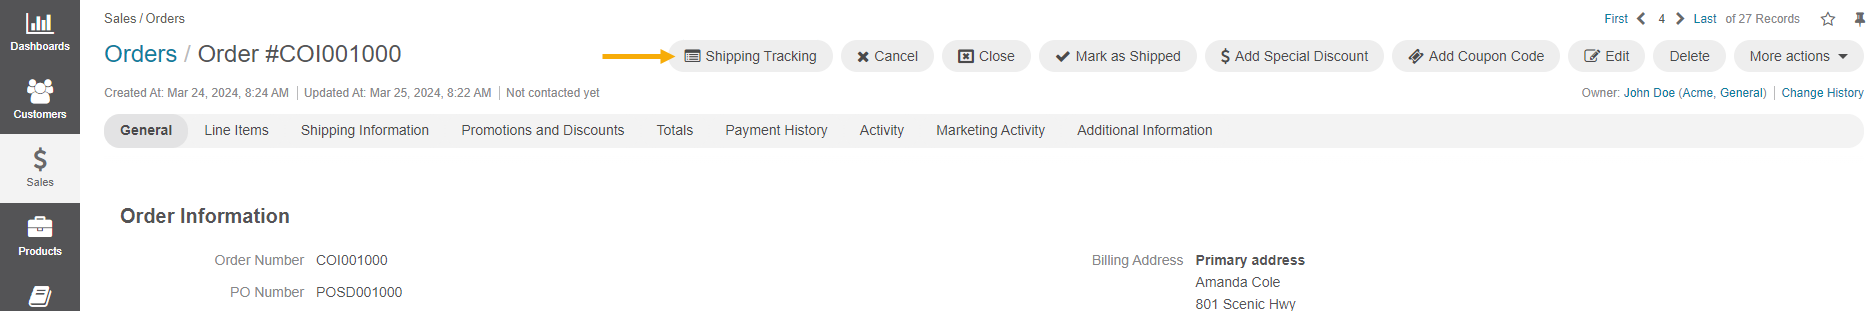 Dashboards
Customers
Sales
Products
Sales / Orders
First 4 Last of 27 Records
Orders / Order #COI001000
Shipping Tracking Cancel Close Mark as Shipped Add Special Discount Add Coupon Code Edit Delete More actions
Created At: Mar 24, 2024, 8:24 AM Updated At: Mar 25, 2024, 8:22 AM Not contacted yet
Owner: John Doe (Acme, General) Change History
General Line Items Shipping Information Promotions and Discounts Totals Payment History Activity Marketing Activity Additional Information
Order Information
Order Number COI001000
PO Number POSD001000
Billing Address Primary address
Amanda Cole
801 Scenic Hwy